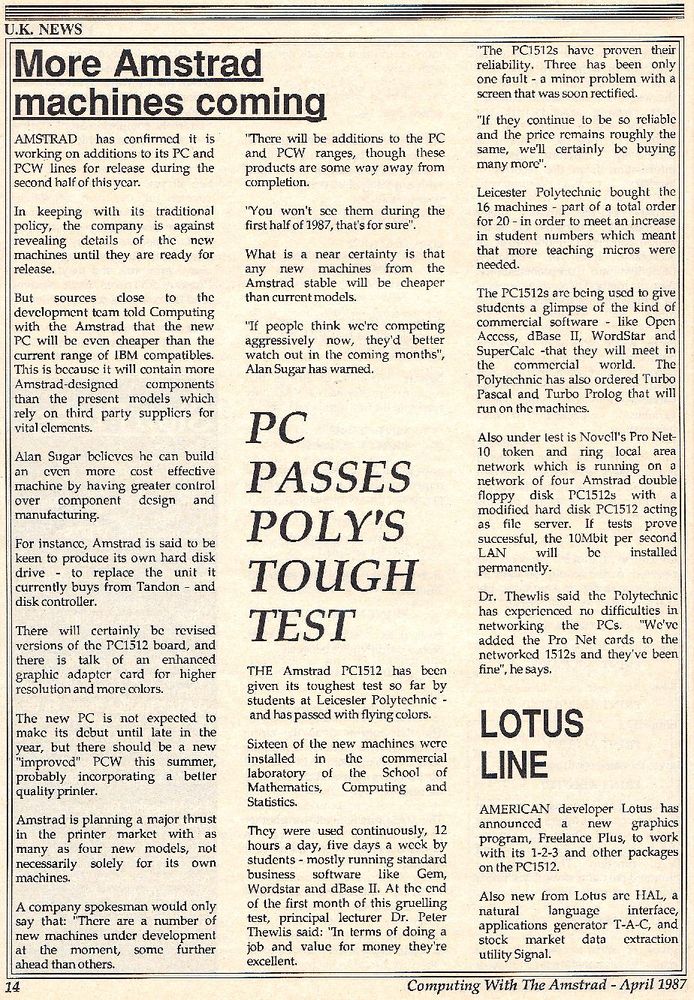 U.K. NEWS
More Amstrad
machines coming
AMSTRAD has confirmed it is
working on additions to its PC and
PCW lines for release during the
second half of this year.
In keeping with its traditional
policy, the company is against
revealing details of the new
machines until they are ready for
release.
But sources close to the
development team told Computing
with the Amstrad that the new
PC will be even cheaper than the
current range of IBM compatibles.
This is because it will contain more
Amstrad-designed components
than the present models which
rely on third party suppliers for
vital elements.
Alan Sugar believes he can build
an even more cost effective
machine by having greater control
over component design and
manufacturing.
For instance, Amstrad is said to be
keen to produce its own hard disk
drive - to replace the unit it
currently buys from Tandon - and
disk controller.
There will certainly be revised
versions of the PC1512 board, and
there is talk of an enhanced
graphic adapter card for higher
resolution and more colors.
The new PC is not expected to
make its debut until late in the
year, but there should be a new
"improved" PCW this summer,
probably incorporating a better
quality printer.
Amstrad is planning a major thrust
in the printer market with as
many as four new models, not
necessarily solely for its own
machines.
A company spokesman would only
say that: "There are a number of
new machines under development
at the moment, some further
ahead than others.
"There will be additions to the PC
and PCW ranges, though these
products are some way away from
completion.
"You won't see them during the
first half of 1987, that's for sure".
What is a near certainty is that
any new machines from the
Amstrad stable will be cheaper
than current models.
"If people think we're competing
aggressively now, they'd better
watch out in the coming months",
Alan Sugar has warned.
PC
PASSES
POLY'S
TOUGH
TEST
THE Amstrad PC1512 has been
given its toughest test so far by
students at Leicester Polytechnic -
and has passed with flying colors.
Sixteen of the new machines were
installed in the commercial
laboratory of the School of
Mathematics, Computing and
Statistics.
They were used continuously, 12
hours a day, five days a week by
students - mostly running standard
business software like Gem,
Wordstar and dBase II. At the end
of the first month of this gruelling
test, principal lecturer Dr. Peter
Thewlis said: "In terms of doing a
job and value for money they're
excellent.
"The PC1512s have proven their
reliability. Three has been only
one fault - a minor problem with a
screen that was soon rectified.
"If they continue to be so reliable
and the price remains roughly the
same, we'll certainly be buying
many more".
Leicester Polytechnic bought the
16 machines - part of a total order
for 20 - in order to meet an increase
in student numbers which meant
that more teaching micros were
needed.
The PC1512s are being used to give
students a glimpse of the kind of
commercial software - like Open
Access, dBase II, WordStar and
SuperCalc -that they will meet in
the commercial world. The
Polytechnic has also ordered Turbo
Pascal and Turbo Prolog that will
run on the machines.
Also under test is Novell's Pro Net-
10 token and ring local area
network which is running on a
network of four Amstrad double
floppy disk PC1512s with a
modified hard disk PC1512 acting
as file server. If tests prove
successful, the 10Mbit per second
LAN will be installed
permanently.
Dr. Thewlis said the Polytechnic
has experienced no difficulties in
networking the PCs. "We've
added the Pro Net cards to the
networked 1512s and they've been
fine", he says.
LOTUS
LINE
AMERICAN developer Lotus has
announced a new graphics
program, Freelance Plus, to work
with its 1-2-3 and other packages
on the PC1512.
Also new from Lotus are HAL, a
natural language interface,
applications generator T-A-C, and
stock market data extraction
utility Signal.
14
Computing With The Amstrad - April 1987